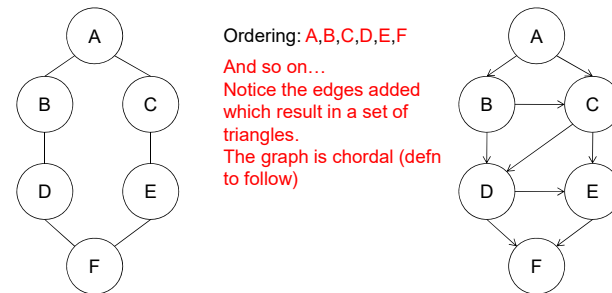 A
B
C
D
E
F
Ordering: A,B,C,D,E,F
And so on…
Notice the edges added
which result in a set of
triangles.
The graph is chordal (defn
to follow)
A
B
C
D
E
F